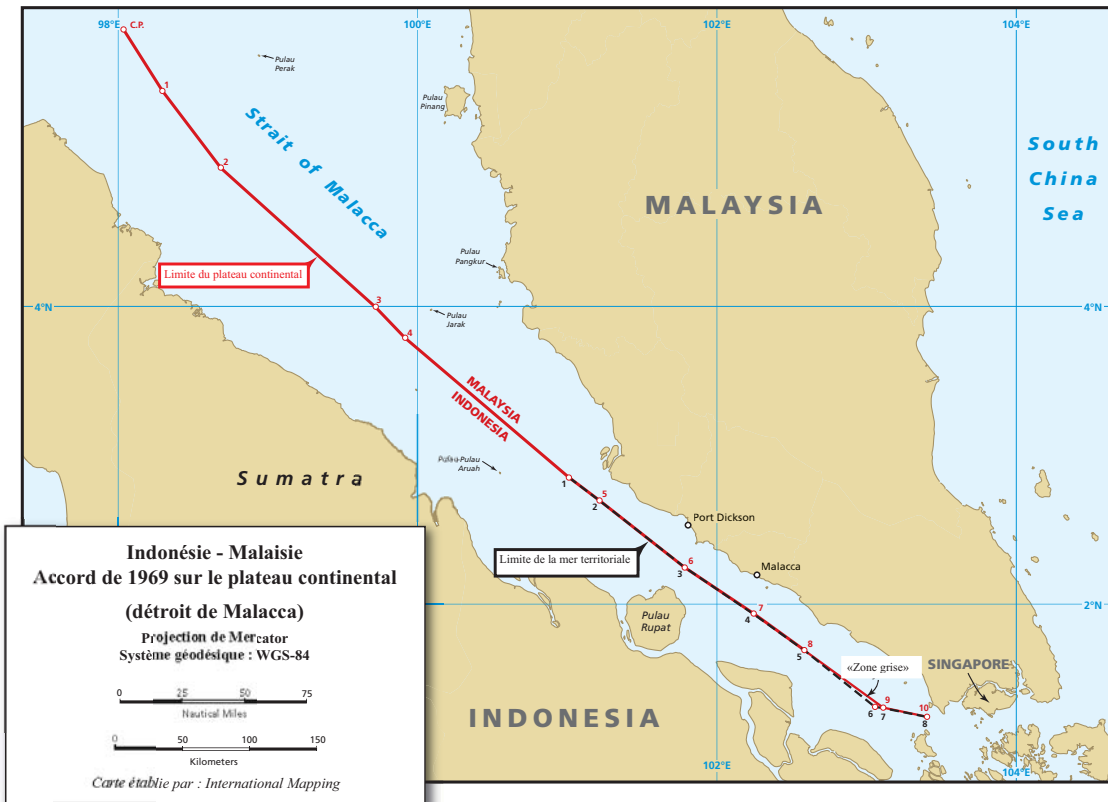 98°E
100°E
102°E
104°E
C.P.
Pulau
Perak
1
Pulau
Pinang
Strait of Malacca
South
China
Sea
2
MALAYSIA
Pulau
Pangkur
Limite du plateau continental
4°N
3
Pulau
Jarak
4°N
4
MALAYSIA
INDONESIA
Pulau-Pulau
Aruah
Sumatra
1
5
2
Port Dickson
Limite de la mer territoriale
6
3
Malacca
2°N
Pulau
Rupat
7
4
8
5
«Zone grise»
SINGAPORE
9
10
6
7
8
INDONESIA
102°E
104°E
Indonésie - Malaisie
Accord de 1969 sur le plateau continental
(détroit de Malacca)
Projection de Mercator
Système géodésique : WGS-84
0 25 50 75
Nautical Miles
0 50 100 150
Kilometers
Carte établie par : International Mapping